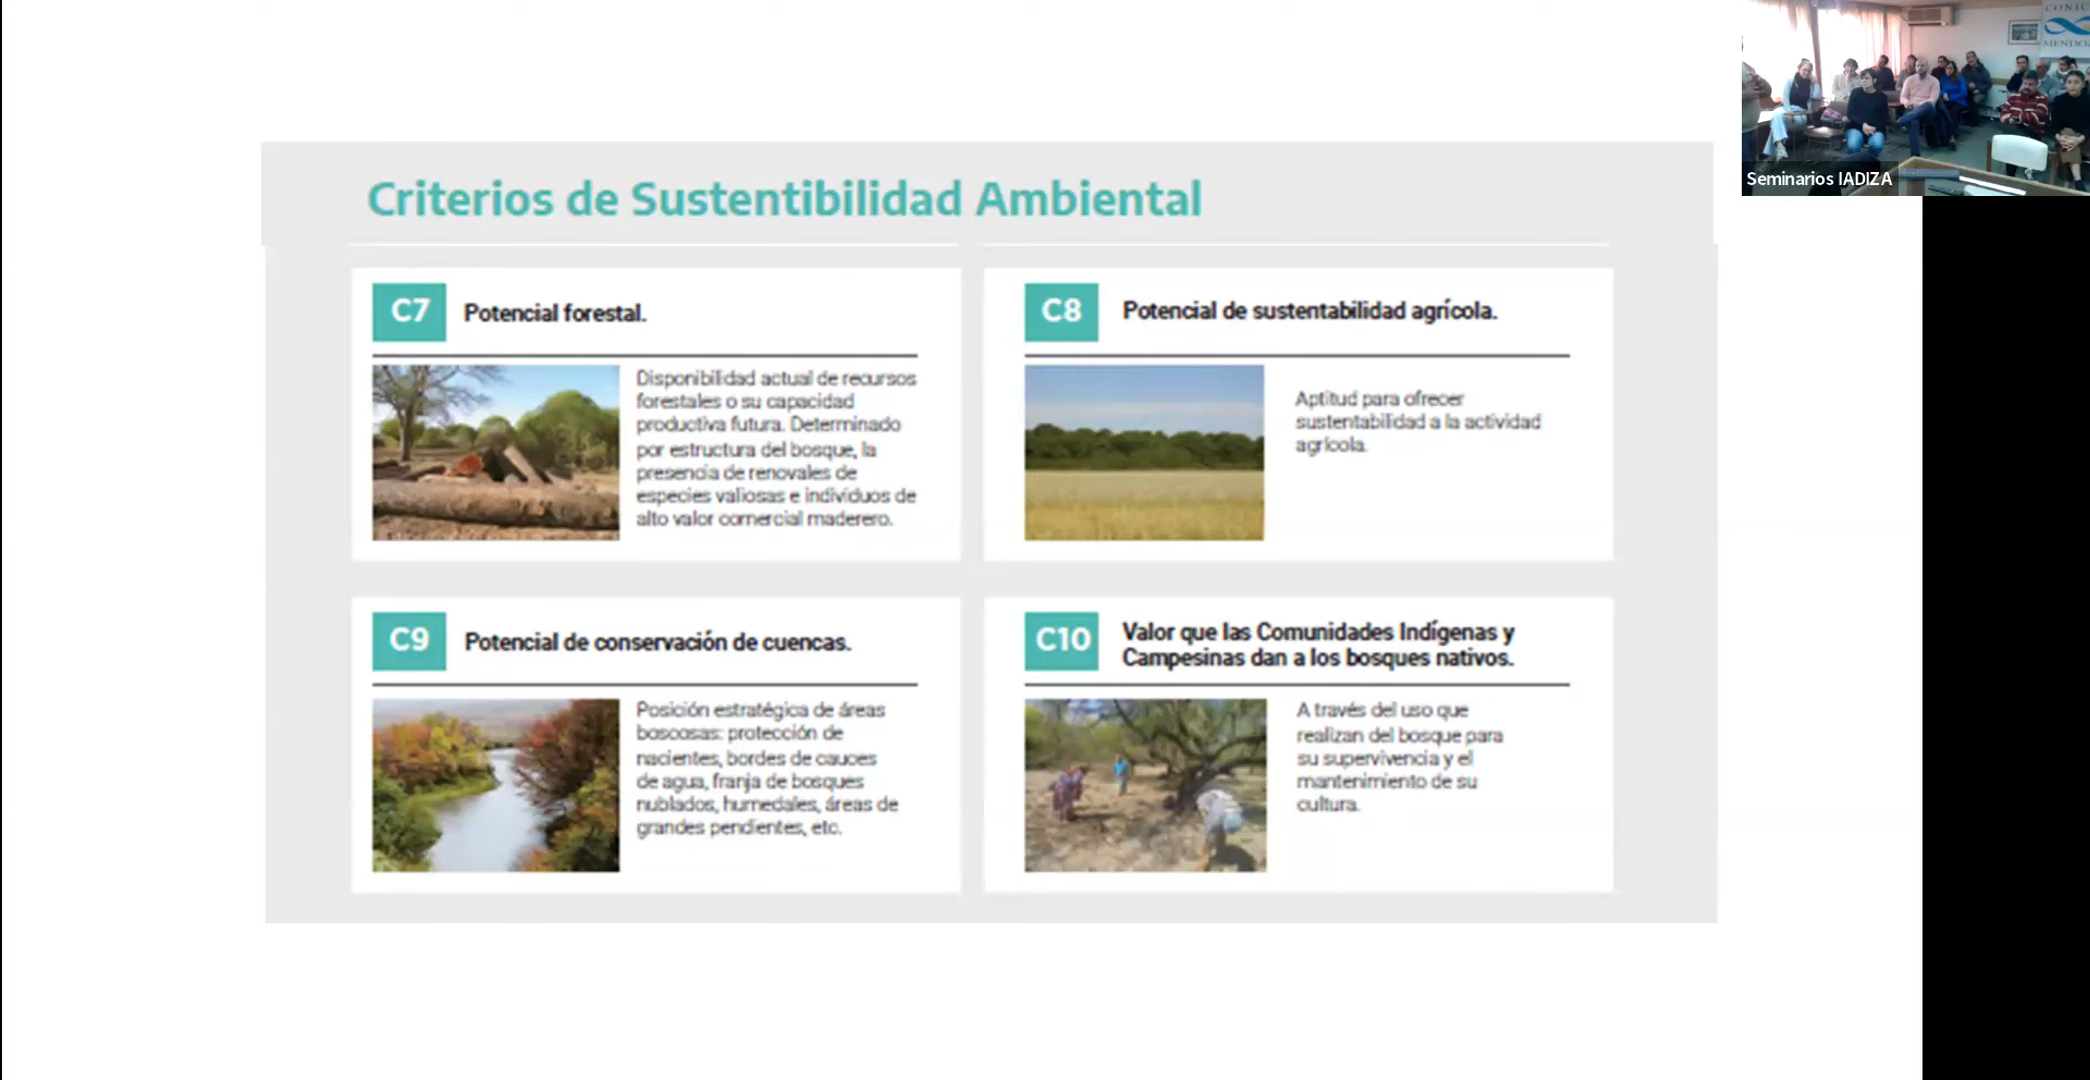 Criterios de Sustentibilidad Ambiental
C7
Potencial forestal.
Disponibilidad actual de recursos
forestales o su capacidad
productiva futura. Determinado
por estructura del bosque, la
presencia de renovales de
especies valiosas e individuos de
alto valor comercial maderero.
C8
Potencial de sustentabilidad agrícola.
Aptitud para ofrecer
sustentabilidad a la actividad
agrícola.
C9
Potencial de conservación de cuencas.
Posición estratégica de áreas
boscosas: protección de
nacientes, bordes de cauces
de agua, franja de bosques
nublados, humedales, áreas de
grandes pendientes, etc.
C10
Valor que las Comunidades Indígenas y
Campesinas dan a los bosques nativos.
A través del uso que
realizan del bosque para
su supervivencia y el
mantenimiento de su
cultura.
CONIC
MENDOZ
Seminarios IADIZA